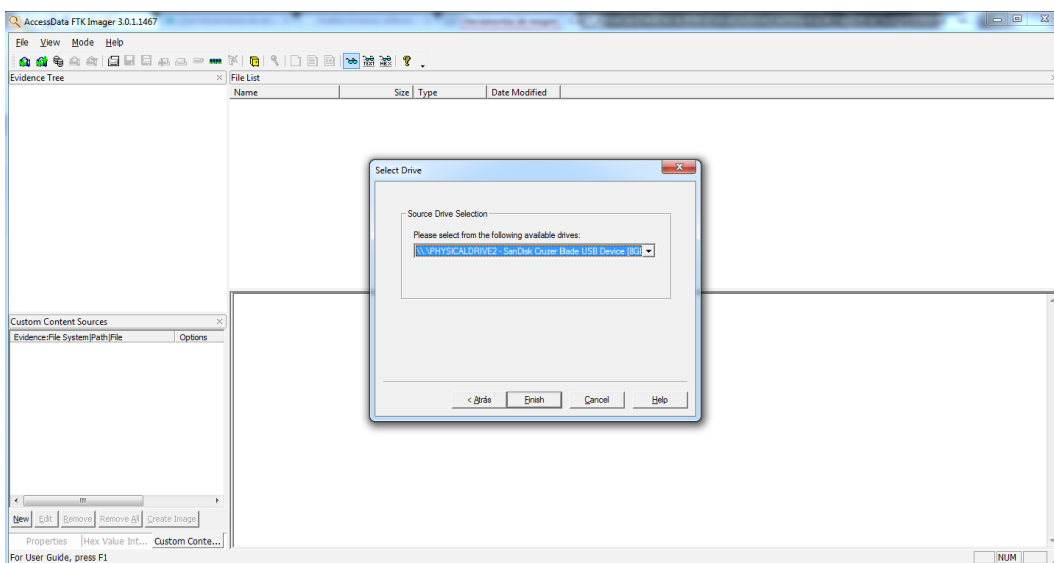 AccessData FTK Imager 3.0.1.1467
File View Mode Help
TEXT HEX
Evidence Tree
File List
Name Size Type Date Modified
Select Drive
Source Drive Selection
Please select from the following available drives:
\\.\PHYSICALDRIVE2 - SanDisk Cruzer Blade USB Device [8GB
< Atrás Finish Cancel Help
Custom Content Sources
Evidence:File System|Path|File Options
New Edit Remove Remove All Create Image
Properties Hex Value Int... Custom Conte...
For User Guide, press F1
NUM